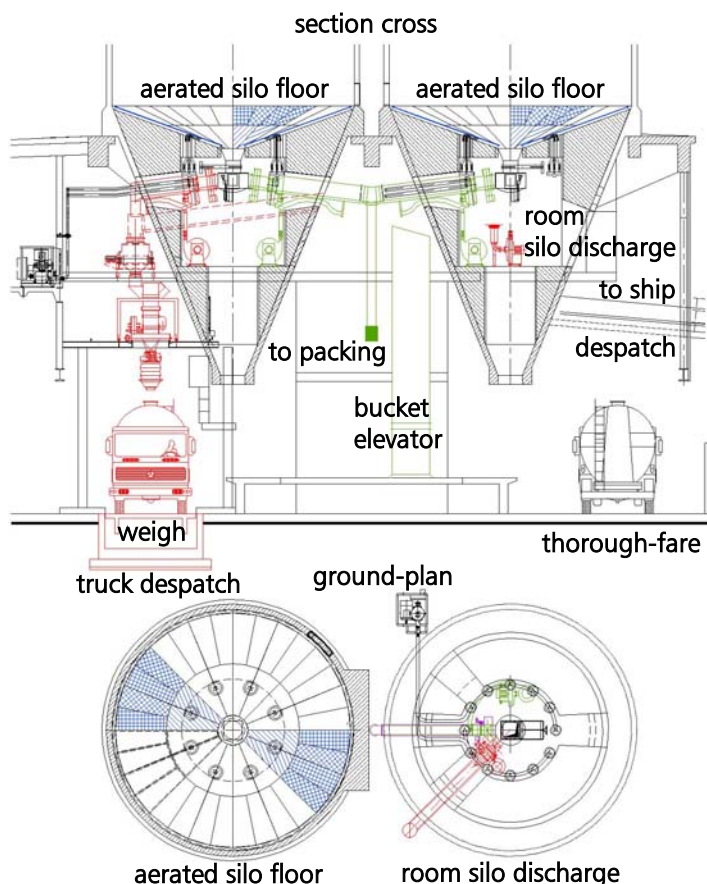 section cross
aerated silo floor
aerated silo floor
room
silo discharge
to ship
despatch
to packing
bucket
elevator
weigh
thorough-fare
truck despatch
ground-plan
aerated silo floor
room silo discharge